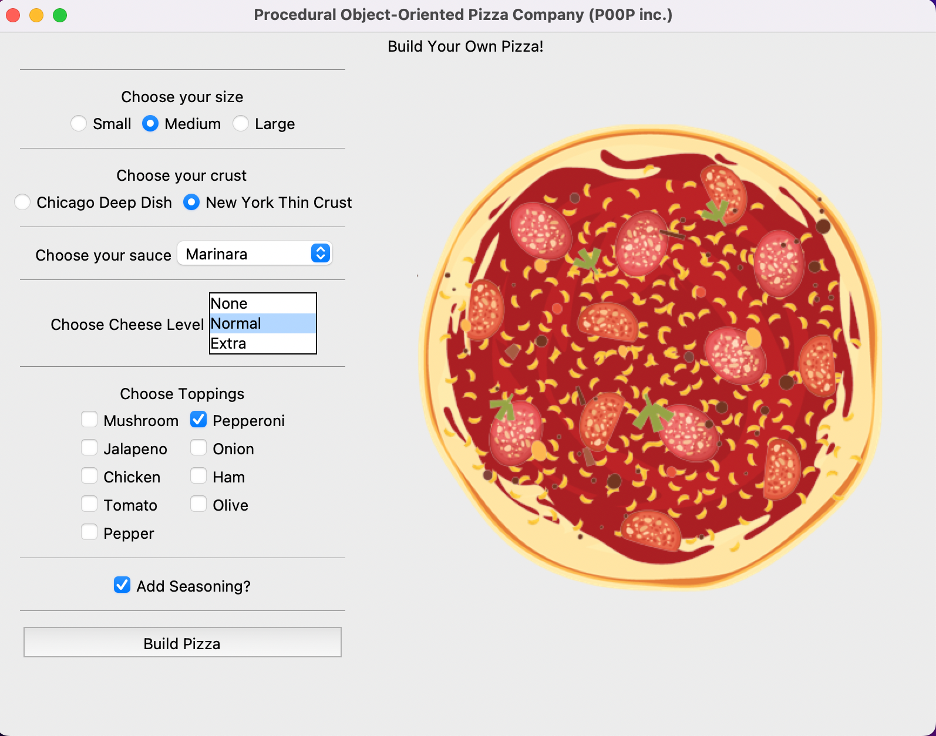 Procedural Object-Oriented Pizza Company (P00P inc.)
Build Your Own Pizza!
Choose your size
Small Medium Large
Choose your crust
Chicago Deep Dish New York Thin Crust
Choose your sauce Marinara
None
Choose Cheese Level Normal
Extra
Choose Toppings
Mushroom Pepperoni
Jalapeno Onion
Chicken Ham
Tomato Olive
Pepper
Add Seasoning?
Build Pizza